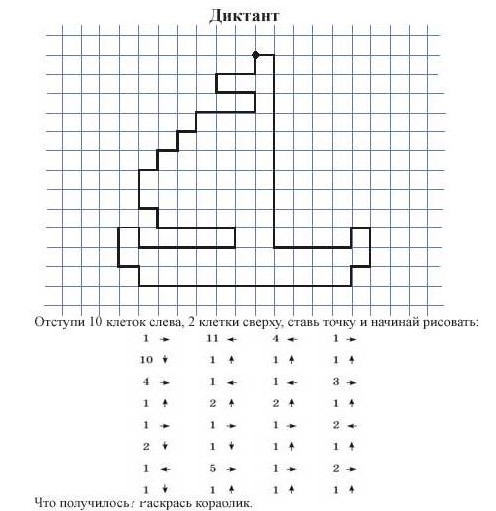 Диктант
Отступи 10 клеток слева, 2 клетки сверху, ставь точку и начинай рисовать:
1 → 11 ← 4 ← 1 →
10 ↓ 1 ↑ 1 ↑ 1 ↑
4 → 1 ← 1 ← 3 →
1 ↑ 2 ↑ 2 ↑ 1 ↑
1 → 1 → 1 → 2 ←
2 ↓ 1 ↓ 1 ↑ 1 ↑
1 ← 5 → 1 → 2 →
1 ↓ 1 ↑ 1 ↑ 1 ↑
Что получилось? Раскрась кораблик.